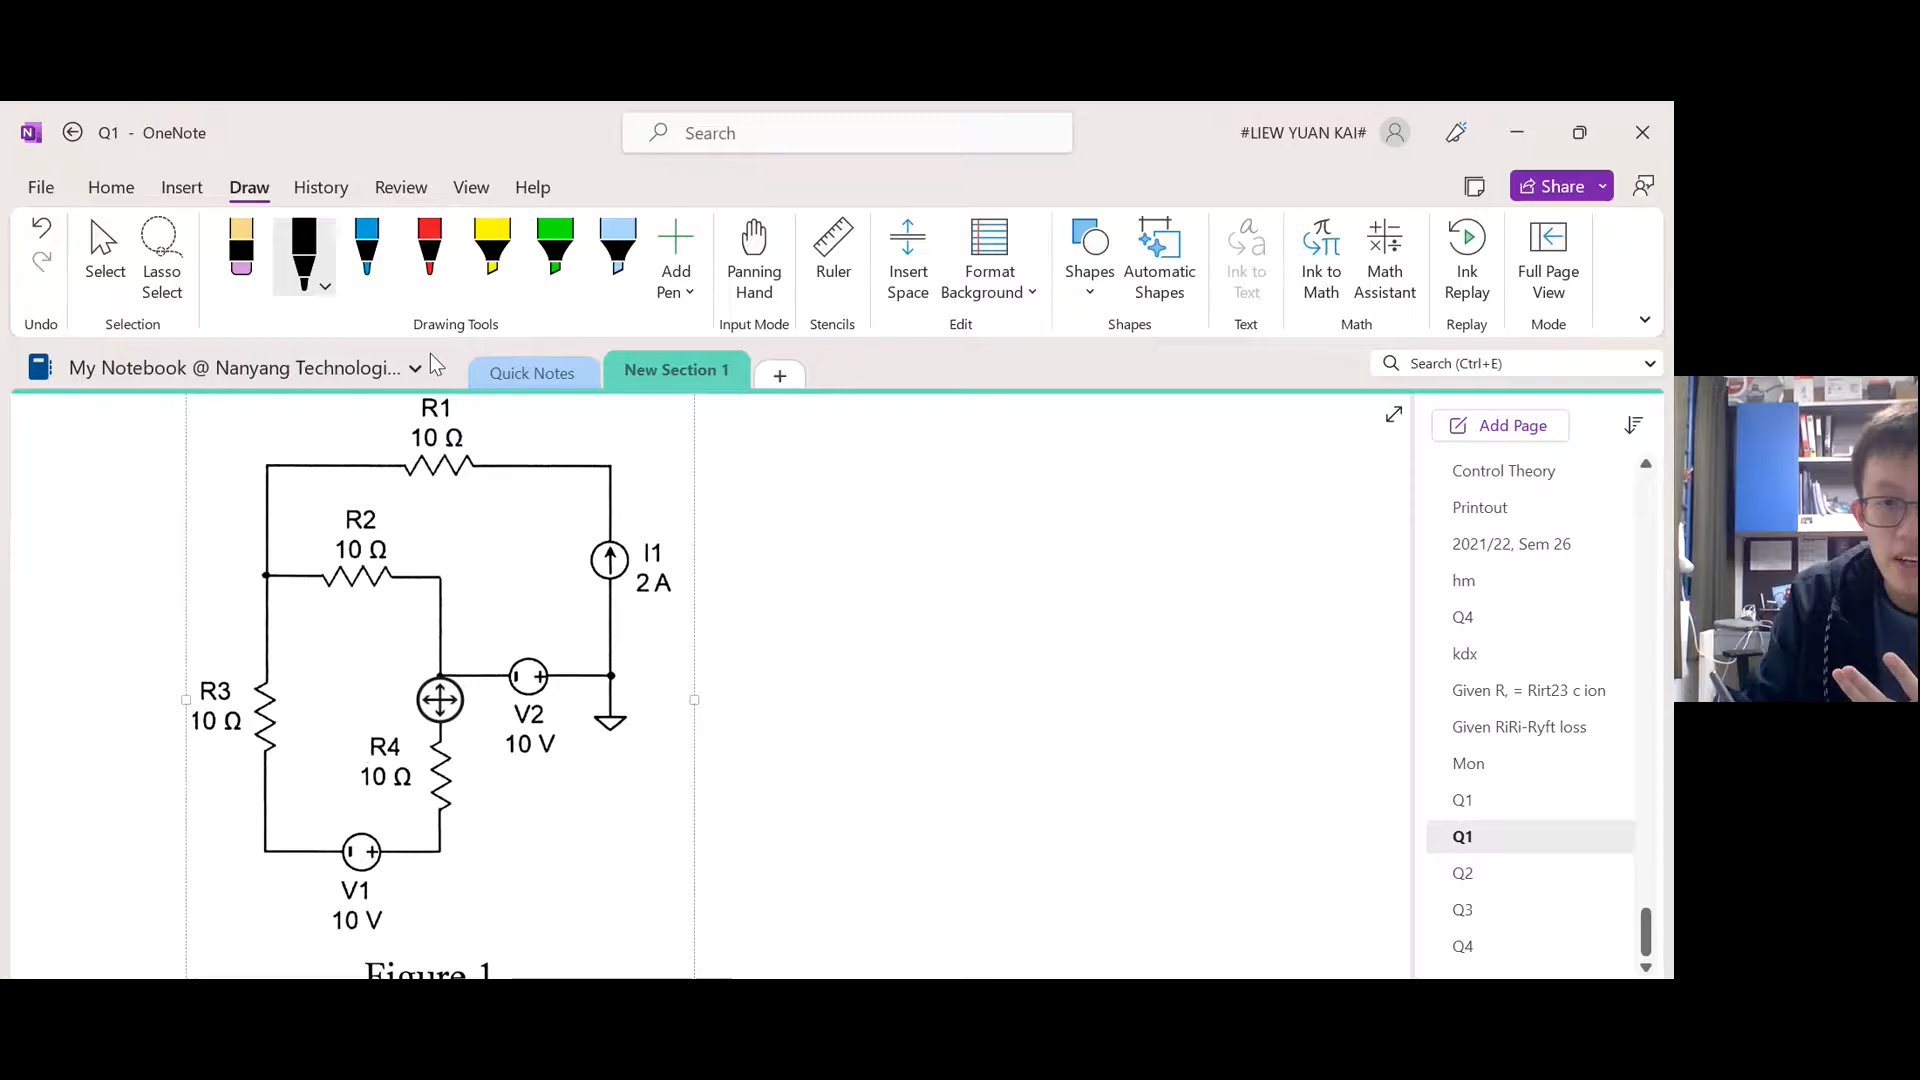 Q1 - OneNote
Search
#LIEW YUAN KAI#
File
Home
Insert
Draw
History
Review
View
Help
Share
Select
Lasso
Select
Add
Pen
Panning
Hand
Ruler
Insert
Space
Format
Background
Shapes
Automatic
Shapes
Ink to
Text
Ink to
Math
Math
Assistant
Ink
Replay
Full Page
View
Undo
Selection
Drawing Tools
Input Mode
Stencils
Edit
Shapes
Text
Math
Replay
Mode
My Notebook @ Nanyang Technologi...
Quick Notes
New Section 1
+
Search (Ctrl+E)
R1
10 Ω
R2
10 Ω
I1
2 A
R3
10 Ω
V2
10 V
R4
10 Ω
V1
10 V
Figure 1
Add Page
Control Theory
Printout
2021/22, Sem 26
hm
Q4
kdx
Given R, = Rirt23 c ion
Given RiRi-Ryft loss
Mon
Q1
Q1
Q2
Q3
Q4